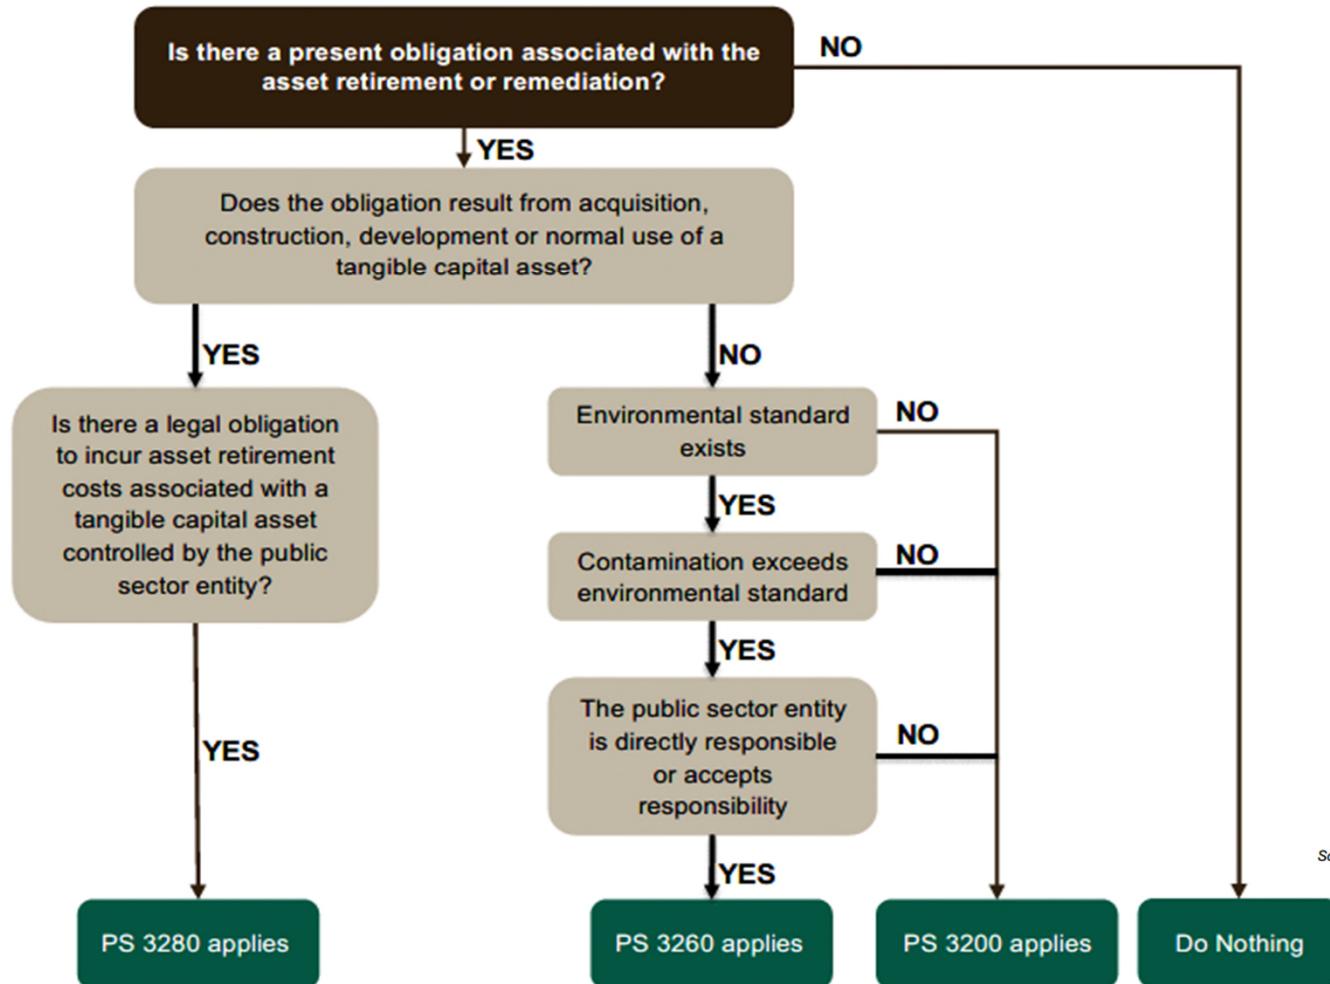 Is there a present obligation associated with the
asset retirement or remediation?
NO
YES
Does the obligation result from acquisition,
construction, development or normal use of a
tangible capital asset?
YES
NO
Is there a legal obligation
to incur asset retirement
costs associated with a
tangible capital asset
controlled by the public
sector entity?
Environmental standard
exists
NO
YES
Contamination exceeds
environmental standard
NO
YES
The public sector entity
is directly responsible
or accepts
responsibility
NO
YES
YES
PS 3280 applies
PS 3260 applies
PS 3200 applies
Do Nothing